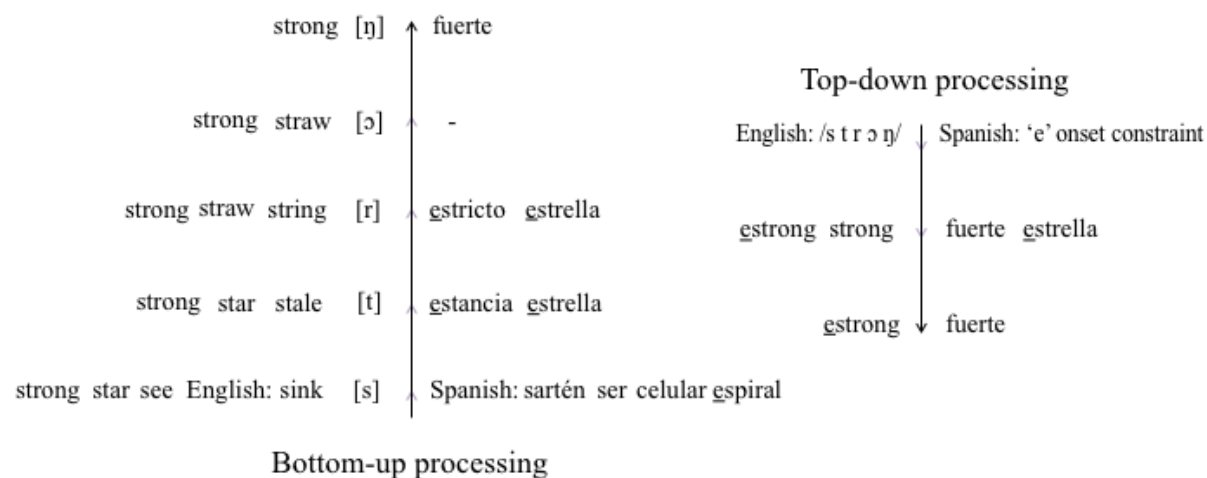 strong [ŋ] fuerte
strong straw [ɔ] -
strong straw string [r] estricto estrella
strong star stale [t] estancia estrella
strong star see English: sink [s] Spanish: sartén ser celular espiral
Bottom-up processing
Top-down processing
English: /s t r ɔ ŋ/ Spanish: ‘e’ onset constraint
estrong strong fuerte estrella
estrong fuerte